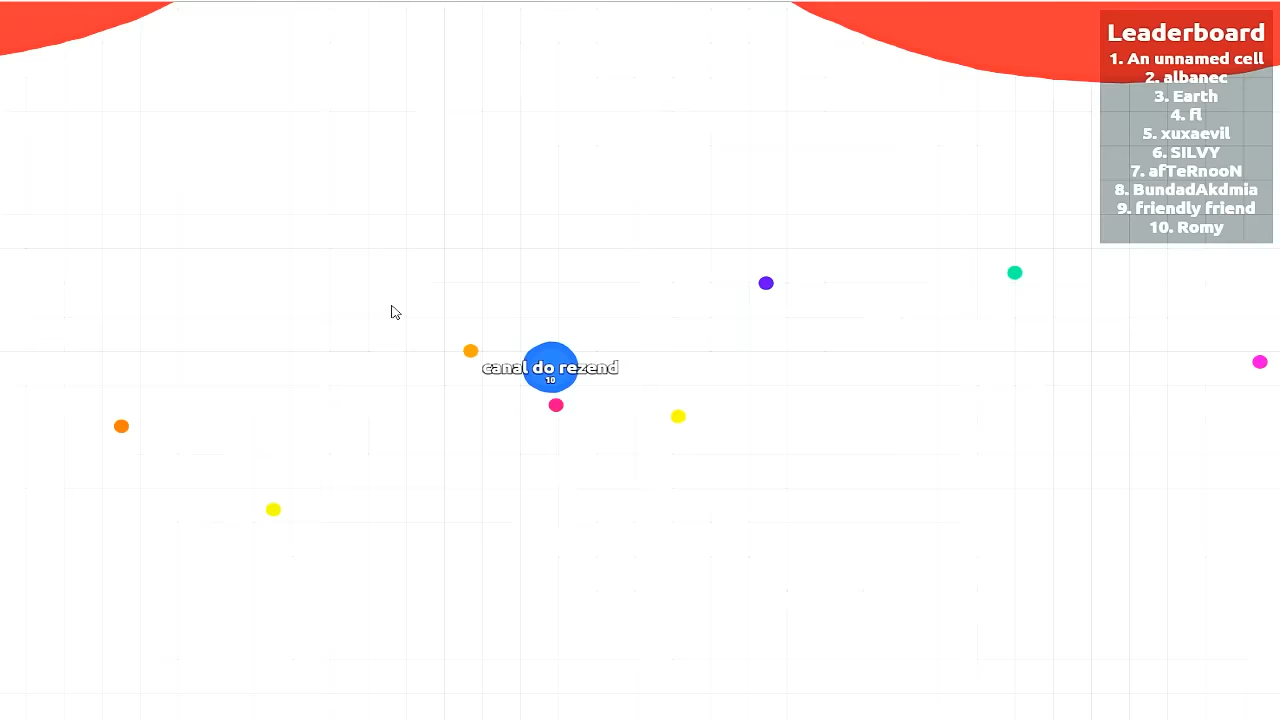 Leaderboard
1. An unnamed cell
2. albanec
3. Earth
4. fl
5. xuxaevil
6. SILVY
7. afTeRnooN
8. BundadAkdmia
9. friendly friend
10. Romy
canal do rezend
10